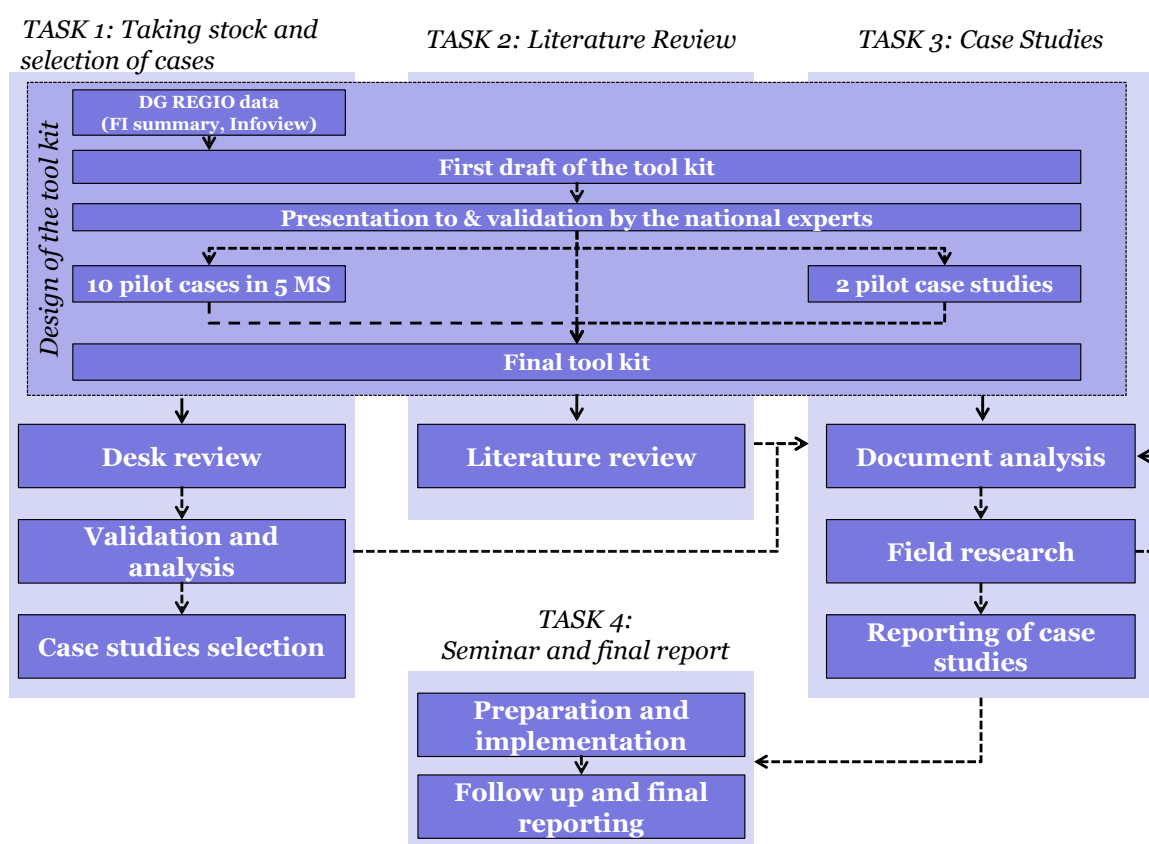 TASK 1: Taking stock and
selection of cases
TASK 2: Literature Review
TASK 3: Case Studies
Design of the tool kit
DG REGIO data
(FI summary, Infoview)
First draft of the tool kit
Presentation to & validation by the national experts
10 pilot cases in 5 MS
2 pilot case studies
Final tool kit
Desk review
Literature review
Document analysis
Validation and
analysis
Field research
Case studies selection
TASK 4:
Seminar and final report
Reporting of case
studies
Preparation and
implementation
Follow up and final
reporting